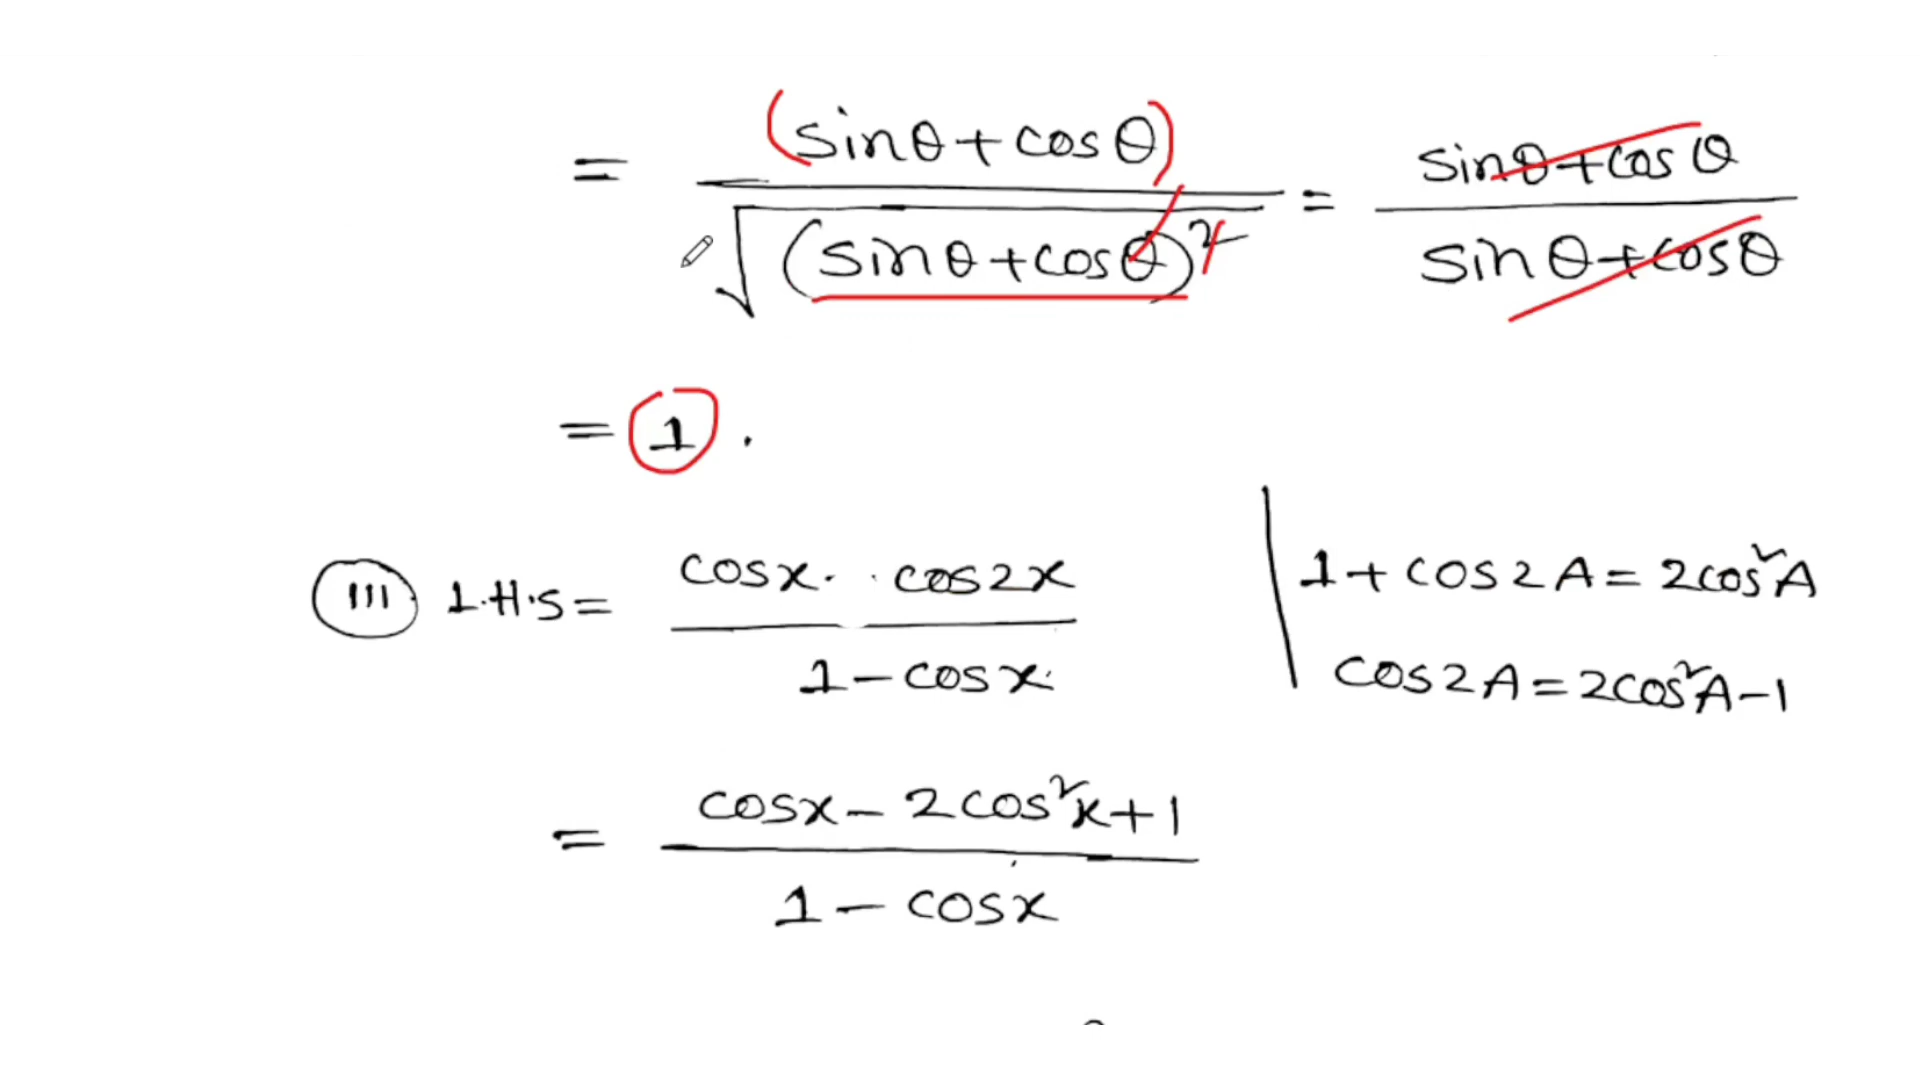 = (sinθ+cosθ) / √(sinθ+cosθ)² = sinθ+cosθ / sinθ+cosθ
= 1 .
III L.H.S = cosx · · cos2x / 1-cosx
1+cos2A=2cos²A
cos2A=2cos²A-1
= cosx-2cos²x+1 / 1-cosx